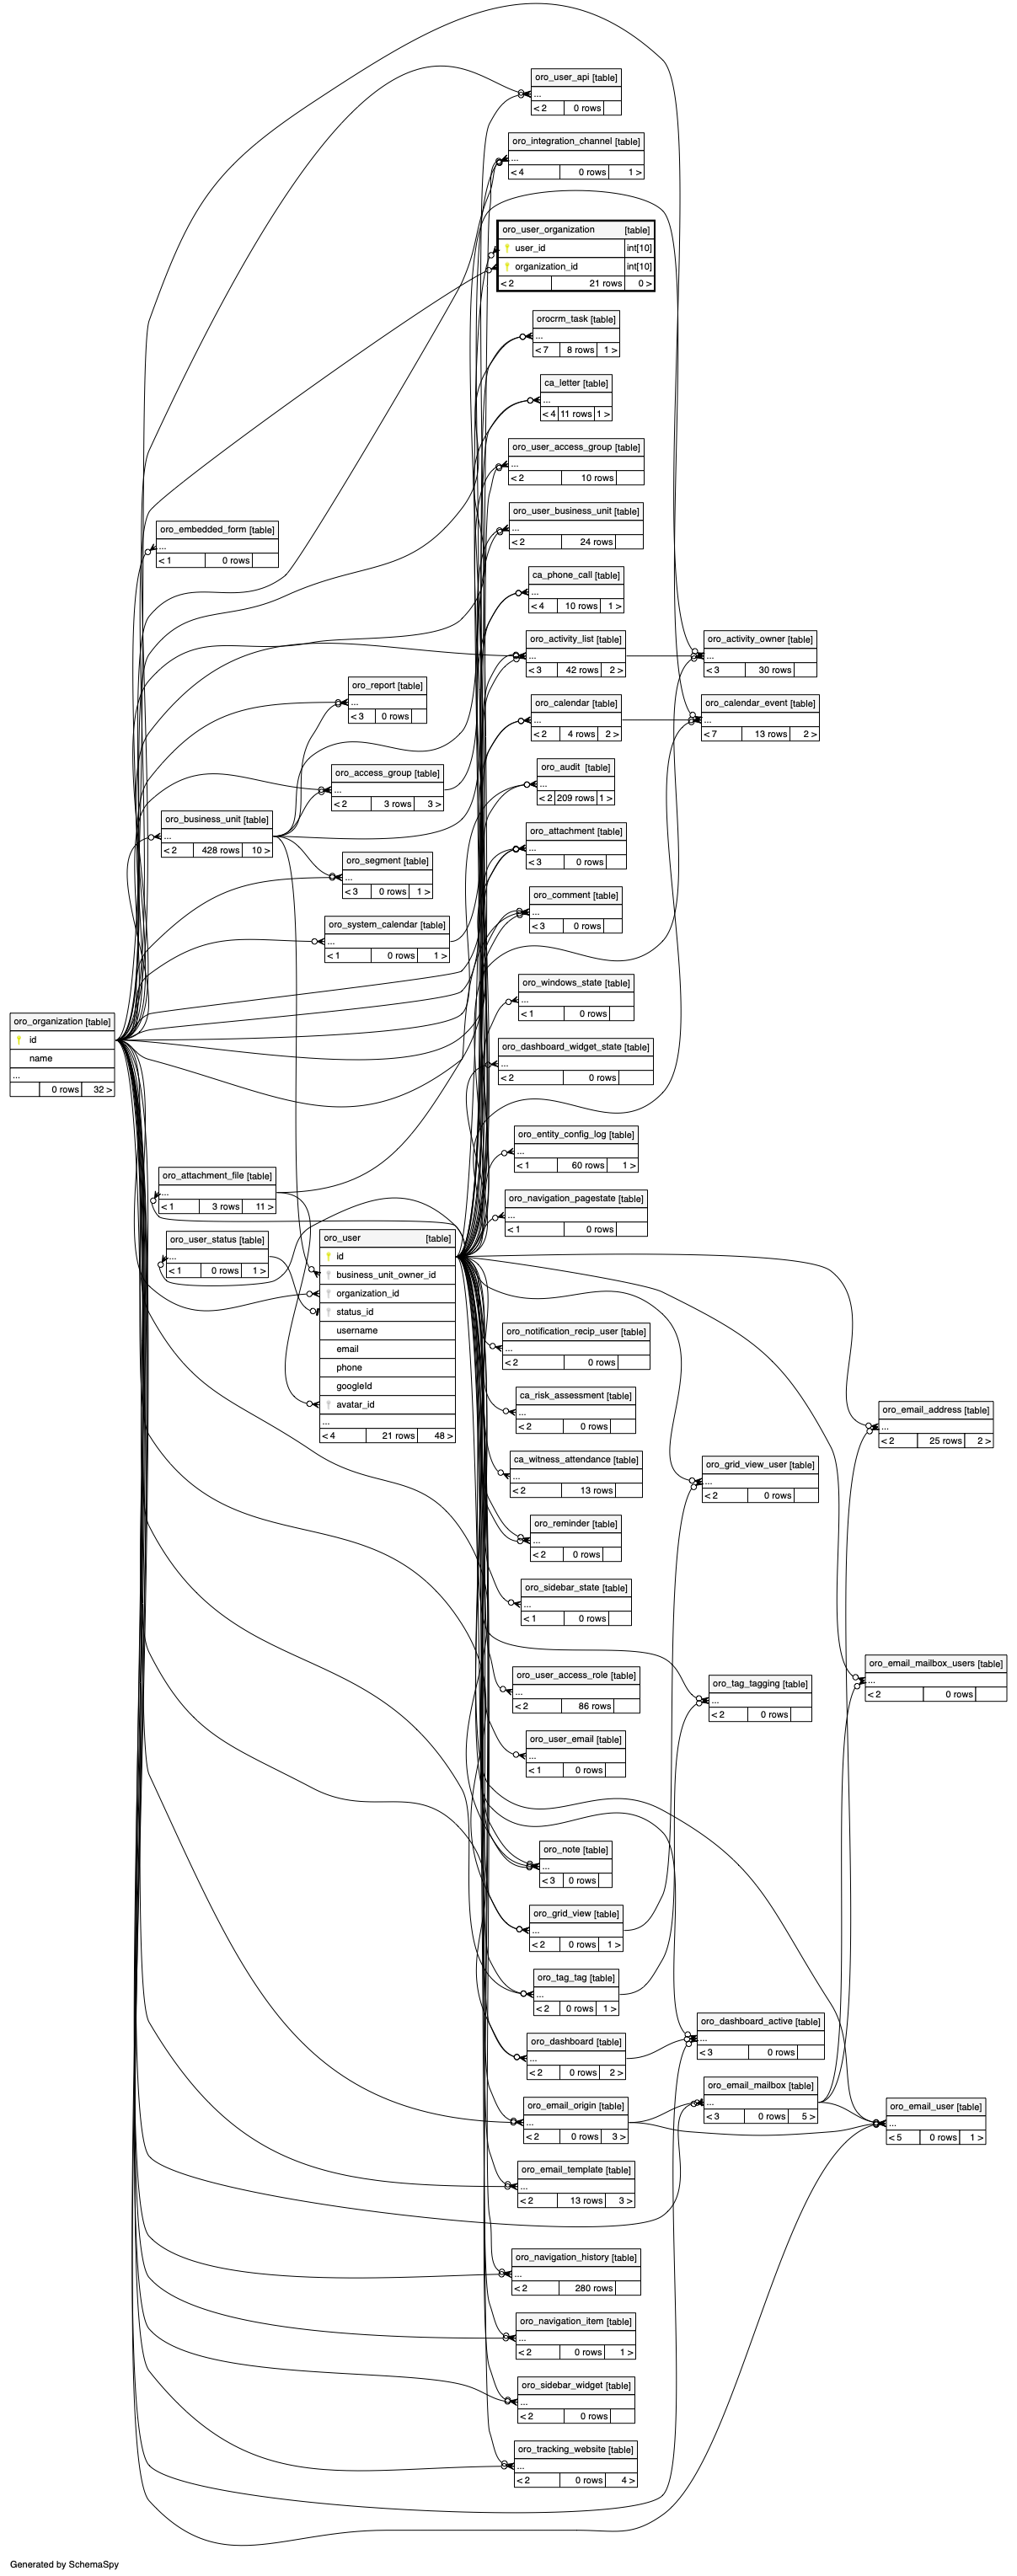 oro_user_api [table]
...
< 2 0 rows
oro_integration_channel [table]
...
< 4 0 rows 1 >
oro_user_organization [table]
user_id int[10]
organization_id int[10]
< 2 21 rows 0 >
orocrm_task [table]
...
< 7 8 rows 1 >
ca_letter [table]
...
< 4 11 rows 1 >
oro_user_access_group [table]
...
< 2 10 rows
oro_user_business_unit [table]
...
< 2 24 rows
oro_embedded_form [table]
...
< 1 0 rows
ca_phone_call [table]
...
< 4 10 rows 1 >
oro_activity_list [table]
...
< 3 42 rows 2 >
oro_activity_owner [table]
...
< 3 30 rows
oro_report [table]
...
< 3 0 rows
oro_calendar [table]
...
< 2 4 rows 2 >
oro_calendar_event [table]
...
< 7 13 rows 2 >
oro_access_group [table]
...
< 2 3 rows 3 >
oro_audit [table]
...
< 2 209 rows 1 >
oro_business_unit [table]
...
< 2 428 rows 10 >
oro_attachment [table]
...
< 3 0 rows
oro_segment [table]
...
< 3 0 rows 1 >
oro_comment [table]
...
< 3 0 rows
oro_system_calendar [table]
...
< 1 0 rows 1 >
oro_windows_state [table]
...
< 1 0 rows
oro_organization [table]
id
name
...
0 rows 32 >
oro_dashboard_widget_state [table]
...
< 2 0 rows
oro_entity_config_log [table]
...
< 1 60 rows 1 >
oro_attachment_file [table]
...
< 1 3 rows 11 >
oro_navigation_pagestate [table]
...
< 1 0 rows
oro_user_status [table]
...
< 1 0 rows 1 >
oro_user [table]
id
business_unit_owner_id
organization_id
status_id
username
email
phone
googleId
avatar_id
...
< 4 21 rows 48 >
oro_notification_recip_user [table]
...
< 2 0 rows
ca_risk_assessment [table]
...
< 2 0 rows
oro_email_address [table]
...
< 2 25 rows 2 >
ca_witness_attendance [table]
...
< 2 13 rows
oro_grid_view_user [table]
...
< 2 0 rows
oro_reminder [table]
...
< 2 0 rows
oro_sidebar_state [table]
...
< 1 0 rows
oro_email_mailbox_users [table]
...
< 2 0 rows
oro_user_access_role [table]
...
< 2 86 rows
oro_tag_tagging [table]
...
< 2 0 rows
oro_user_email [table]
...
< 1 0 rows
oro_note [table]
...
< 3 0 rows
oro_grid_view [table]
...
< 2 0 rows 1 >
oro_tag_tag [table]
...
< 2 0 rows 1 >
oro_dashboard_active [table]
...
< 3 0 rows
oro_dashboard [table]
...
< 2 0 rows 2 >
oro_email_mailbox [table]
...
< 3 0 rows 5 >
oro_email_origin [table]
...
< 2 0 rows 3 >
oro_email_user [table]
...
< 5 0 rows 1 >
oro_email_template [table]
...
< 2 13 rows 3 >
oro_navigation_history [table]
...
< 2 280 rows
oro_navigation_item [table]
...
< 2 0 rows 1 >
oro_sidebar_widget [table]
...
< 2 0 rows
oro_tracking_website [table]
...
< 2 0 rows 4 >
Generated by SchemaSpy